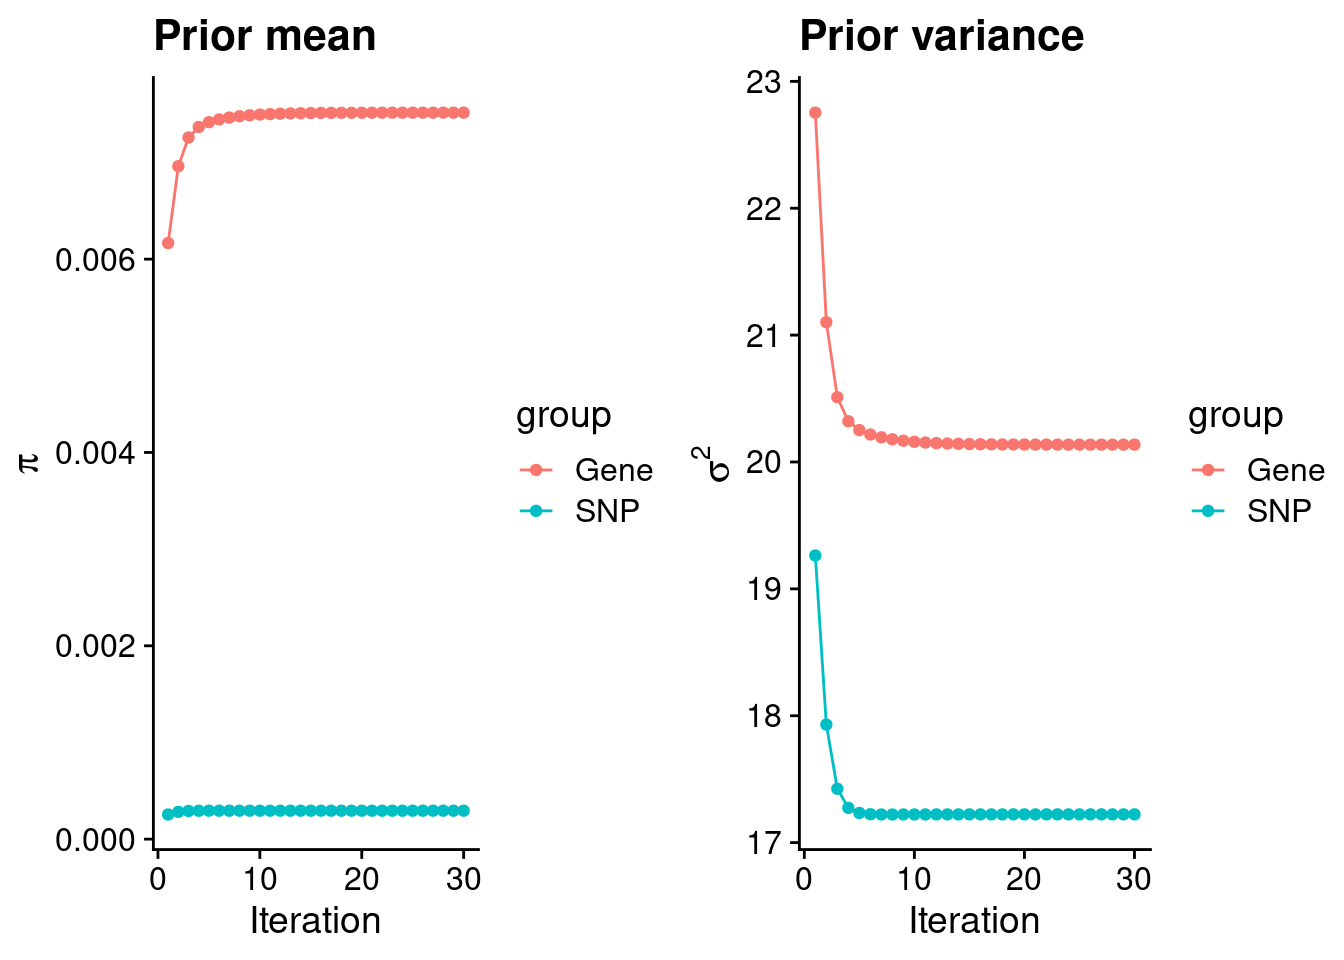 Prior mean
π
0.006
0.004
0.002
0.000
0 10 20 30
Iteration
group
Gene
SNP
Prior variance
σ²
23
22
21
20
19
18
17
0 10 20 30
Iteration
group
Gene
SNP